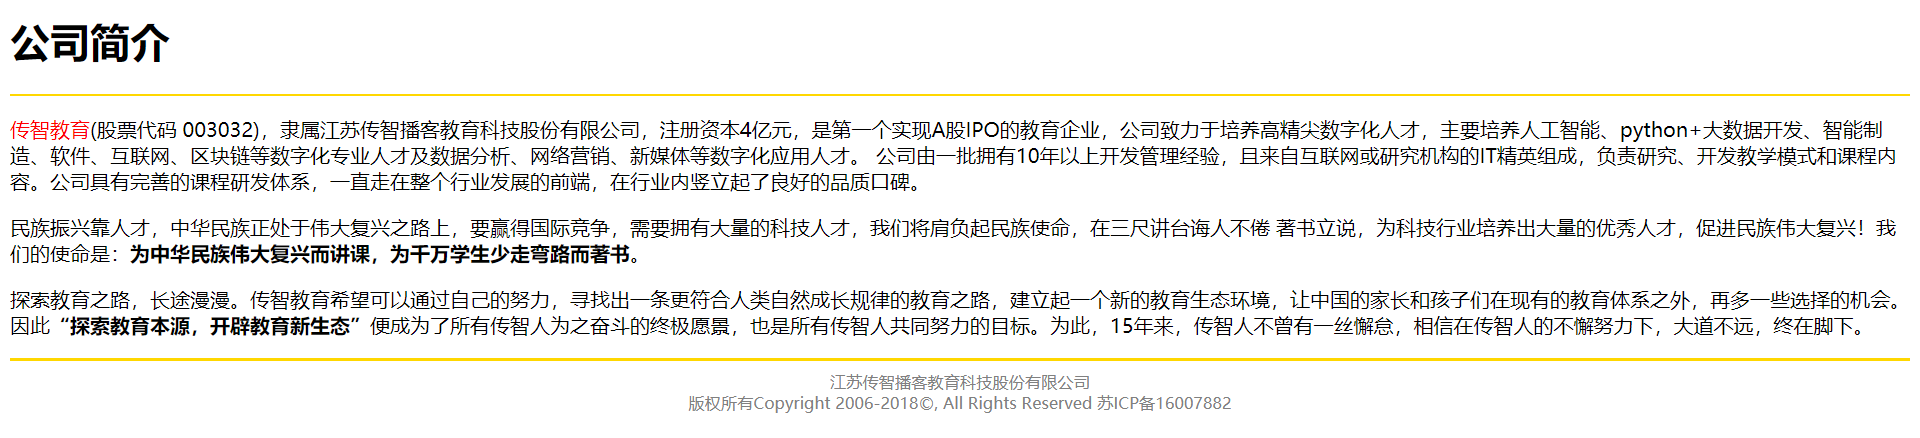 公司简介
传智教育(股票代码 003032)，隶属江苏传智播客教育科技股份有限公司，注册资本4亿元，是第一个实现A股IPO的教育企业，公司致力于培养高精尖数字化人才，主要培养人工智能、python+大数据开发、智能制
造、软件、互联网、区块链等数字化专业人才及数据分析、网络营销、新媒体等数字化应用人才。 公司由一批拥有10年以上开发管理经验，且来自互联网或研究机构的IT精英组成，负责研究、开发教学模式和课程内
容。公司具有完善的课程研发体系，一直走在整个行业发展的前端，在行业内竖立起了良好的品质口碑。
民族振兴靠人才，中华民族正处于伟大复兴之路上，要赢得国际竞争，需要拥有大量的科技人才，我们将肩负起民族使命，在三尺讲台诲人不倦 著书立说，为科技行业培养出大量的优秀人才，促进民族伟大复兴！我
们的使命是：为中华民族伟大复兴而讲课，为千万学生少走弯路而著书。
探索教育之路，长途漫漫。传智教育希望可以通过自己的努力，寻找出一条更符合人类自然成长规律的教育之路，建立起一个新的教育生态环境，让中国的家长和孩子们在现有的教育体系之外，再多一些选择的机会。
因此“探索教育本源，开辟教育新生态”便成为了所有传智人为之奋斗的终极愿景，也是所有传智人共同努力的目标。为此，15年来，传智人不曾有一丝懈怠，相信在传智人的不懈努力下，大道不远，终在脚下。
江苏传智播客教育科技股份有限公司
版权所有Copyright 2006-2018©, All Rights Reserved 苏ICP备16007882